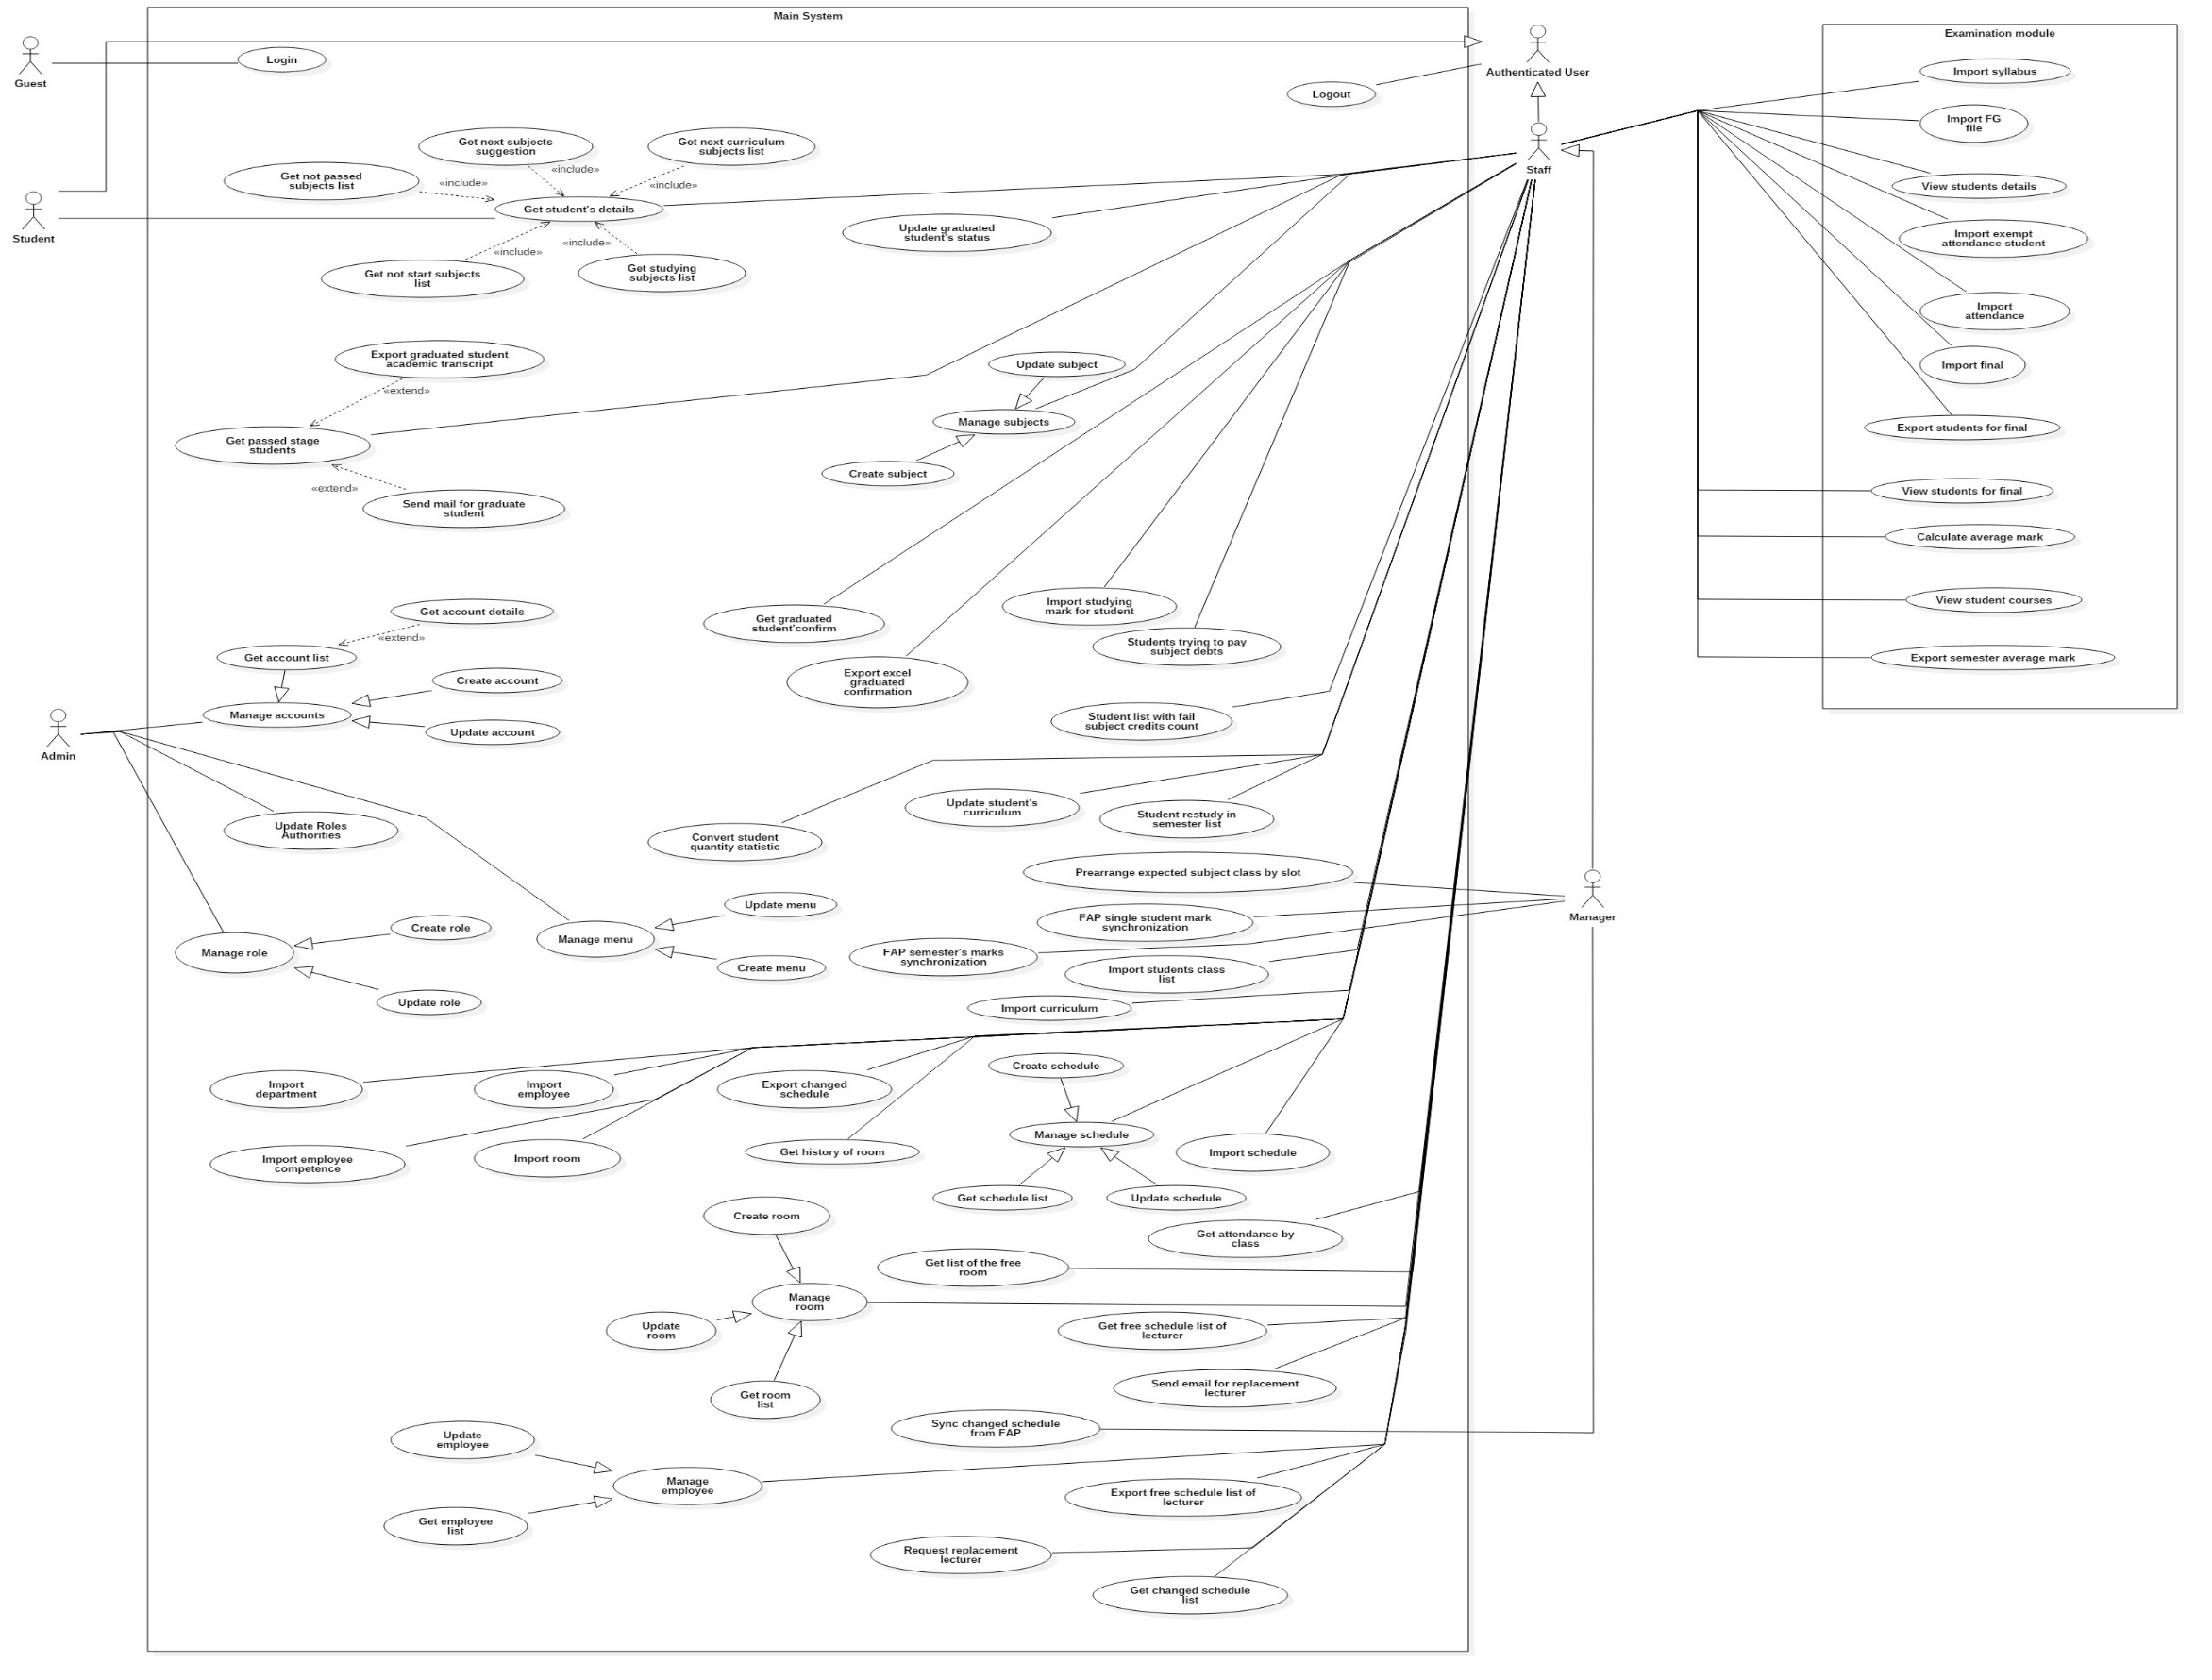 Main System
Examination module
Guest
Login
Authenticated User
Logout
Staff
Student
Get next subjects
suggestion
Get next curriculum
subjects list
Get not passed
subjects list
«include»
«include»
«include»
Get student's details
«include»
«include»
Get not start subjects
list
Get studying
subjects list
Update graduated
student's status
Export graduated student
academic transcript
«extend»
Get passed stage
students
«extend»
Send mail for graduate
student
Update subject
Manage subjects
Create subject
Get account details
«extend»
Get account list
Create account
Manage accounts
Update account
Admin
Get graduated
student'confirm
Export excel
graduated
confirmation
Import studying
mark for student
Students trying to pay
subject debts
Student list with fail
subject credits count
Update Roles
Authorities
Convert student
quantity statistic
Update student's
curriculum
Student restudy in
semester list
Prearrange expected subject class by slot
Manager
FAP single student mark
synchronization
FAP semester's marks
synchronization
Import students class
list
Import curriculum
Create role
Manage role
Update role
Update menu
Manage menu
Create menu
Import
department
Import
employee
Export changed
schedule
Create schedule
Import employee
competence
Import room
Get history of room
Manage schedule
Import schedule
Get schedule list
Update schedule
Create room
Get attendance by
class
Get list of the free
room
Manage
room
Update
room
Get free schedule list of
lecturer
Get room
list
Send email for replacement
lecturer
Sync changed schedule
from FAP
Update
employee
Manage
employee
Get employee
list
Export free schedule list of
lecturer
Request replacement
lecturer
Get changed schedule
list
Import syllabus
Import FG
file
View students details
Import exempt
attendance student
Import
attendance
Import final
Export students for final
View students for final
Calculate average mark
View student courses
Export semester average mark